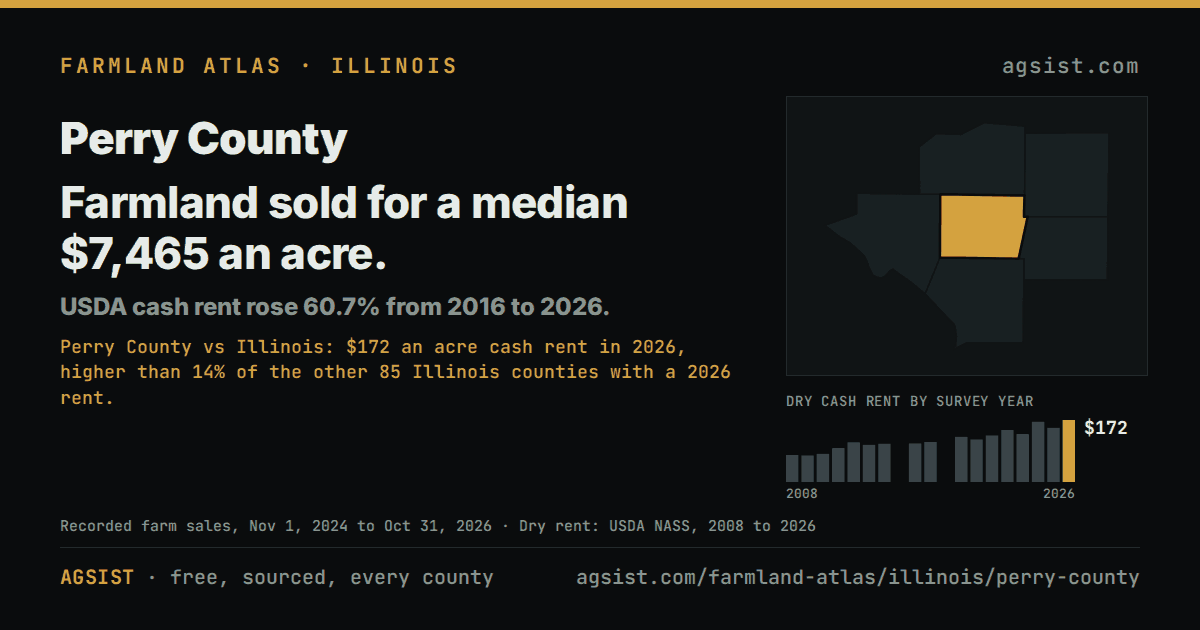 FARMLAND ATLAS · ILLINOIS
agsist.com
Perry County
Farmland sold for a median
$7,465 an acre.
USDA cash rent rose 60.7% from 2016 to 2026.
Perry County vs Illinois: $172 an acre cash rent in 2026,
higher than 14% of the other 85 Illinois counties with a 2026
rent.
DRY CASH RENT BY SURVEY YEAR
$172
2008
2026
Recorded farm sales, Nov 1, 2024 to Oct 31, 2026 · Dry rent: USDA NASS, 2008 to 2026
AGSIST · free, sourced, every county
agsist.com/farmland-atlas/illinois/perry-county